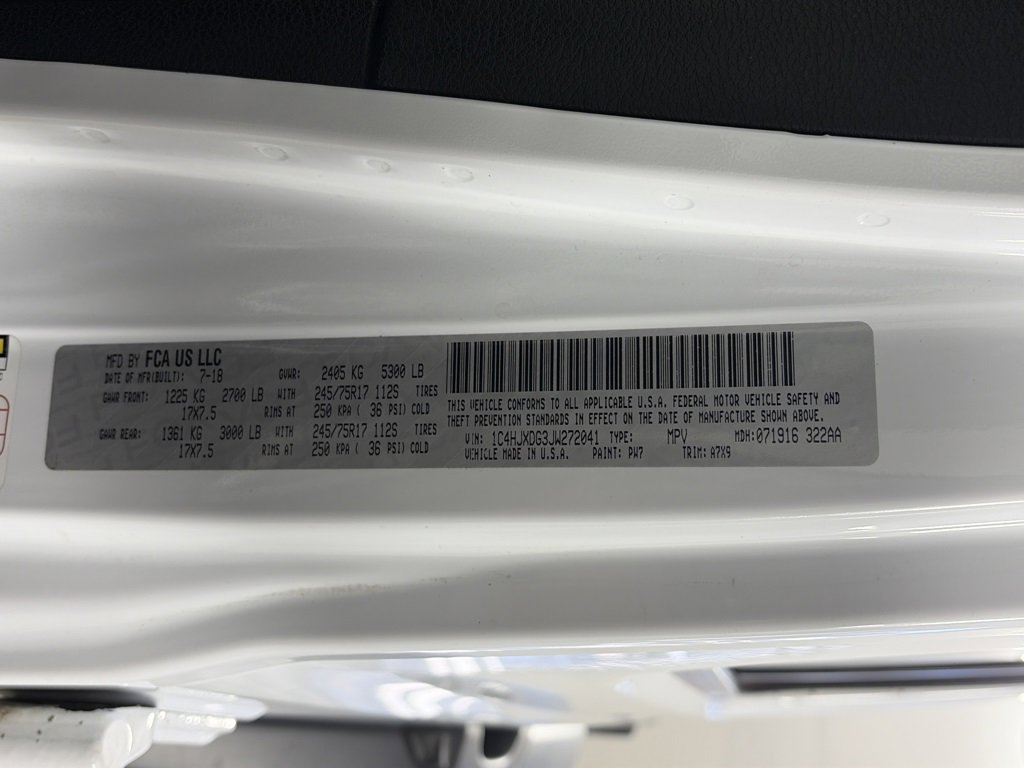 MFD BY FCA US LLC
DATE OF MFR(BUILT): 7-18 GVWR: 2405 KG 5300 LB
GAWR FRONT: 1225 KG 2700 LB WITH 245/75R17 112S TIRES
17X7.5 RIMS AT 250 KPA ( 36 PSI) COLD
GAWR REAR: 1361 KG 3000 LB WITH 245/75R17 112S TIRES
17X7.5 RIMS AT 250 KPA ( 36 PSI) COLD
THIS VEHICLE CONFORMS TO ALL APPLICABLE U.S.A. FEDERAL MOTOR VEHICLE SAFETY AND
THEFT PREVENTION STANDARDS IN EFFECT ON THE DATE OF MANUFACTURE SHOWN ABOVE.
VIN: 1C4HJXDG3JW272041 TYPE: MPV MDH: 071916 322AA
VEHICLE MADE IN U.S.A. PAINT: PW7 TRIM: A7X9